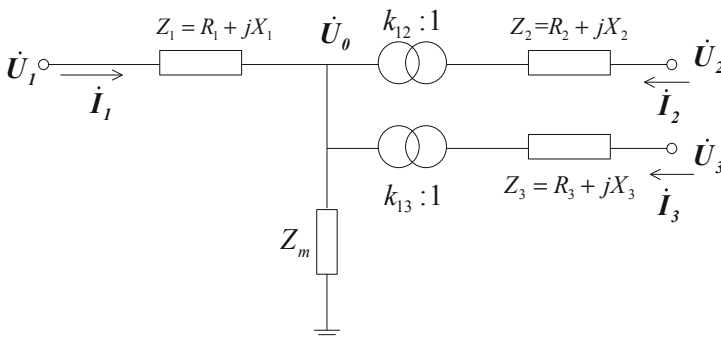 Z₁ = R₁ + jX₁
U̇₀
k₁₂ : 1
Z₂=R₂ + jX₂
U̇₁
U̇₂
İ₁
İ₂
U̇₃
k₁₃ : 1
Z₃ = R₃ + jX₃
İ₃
Zₘ